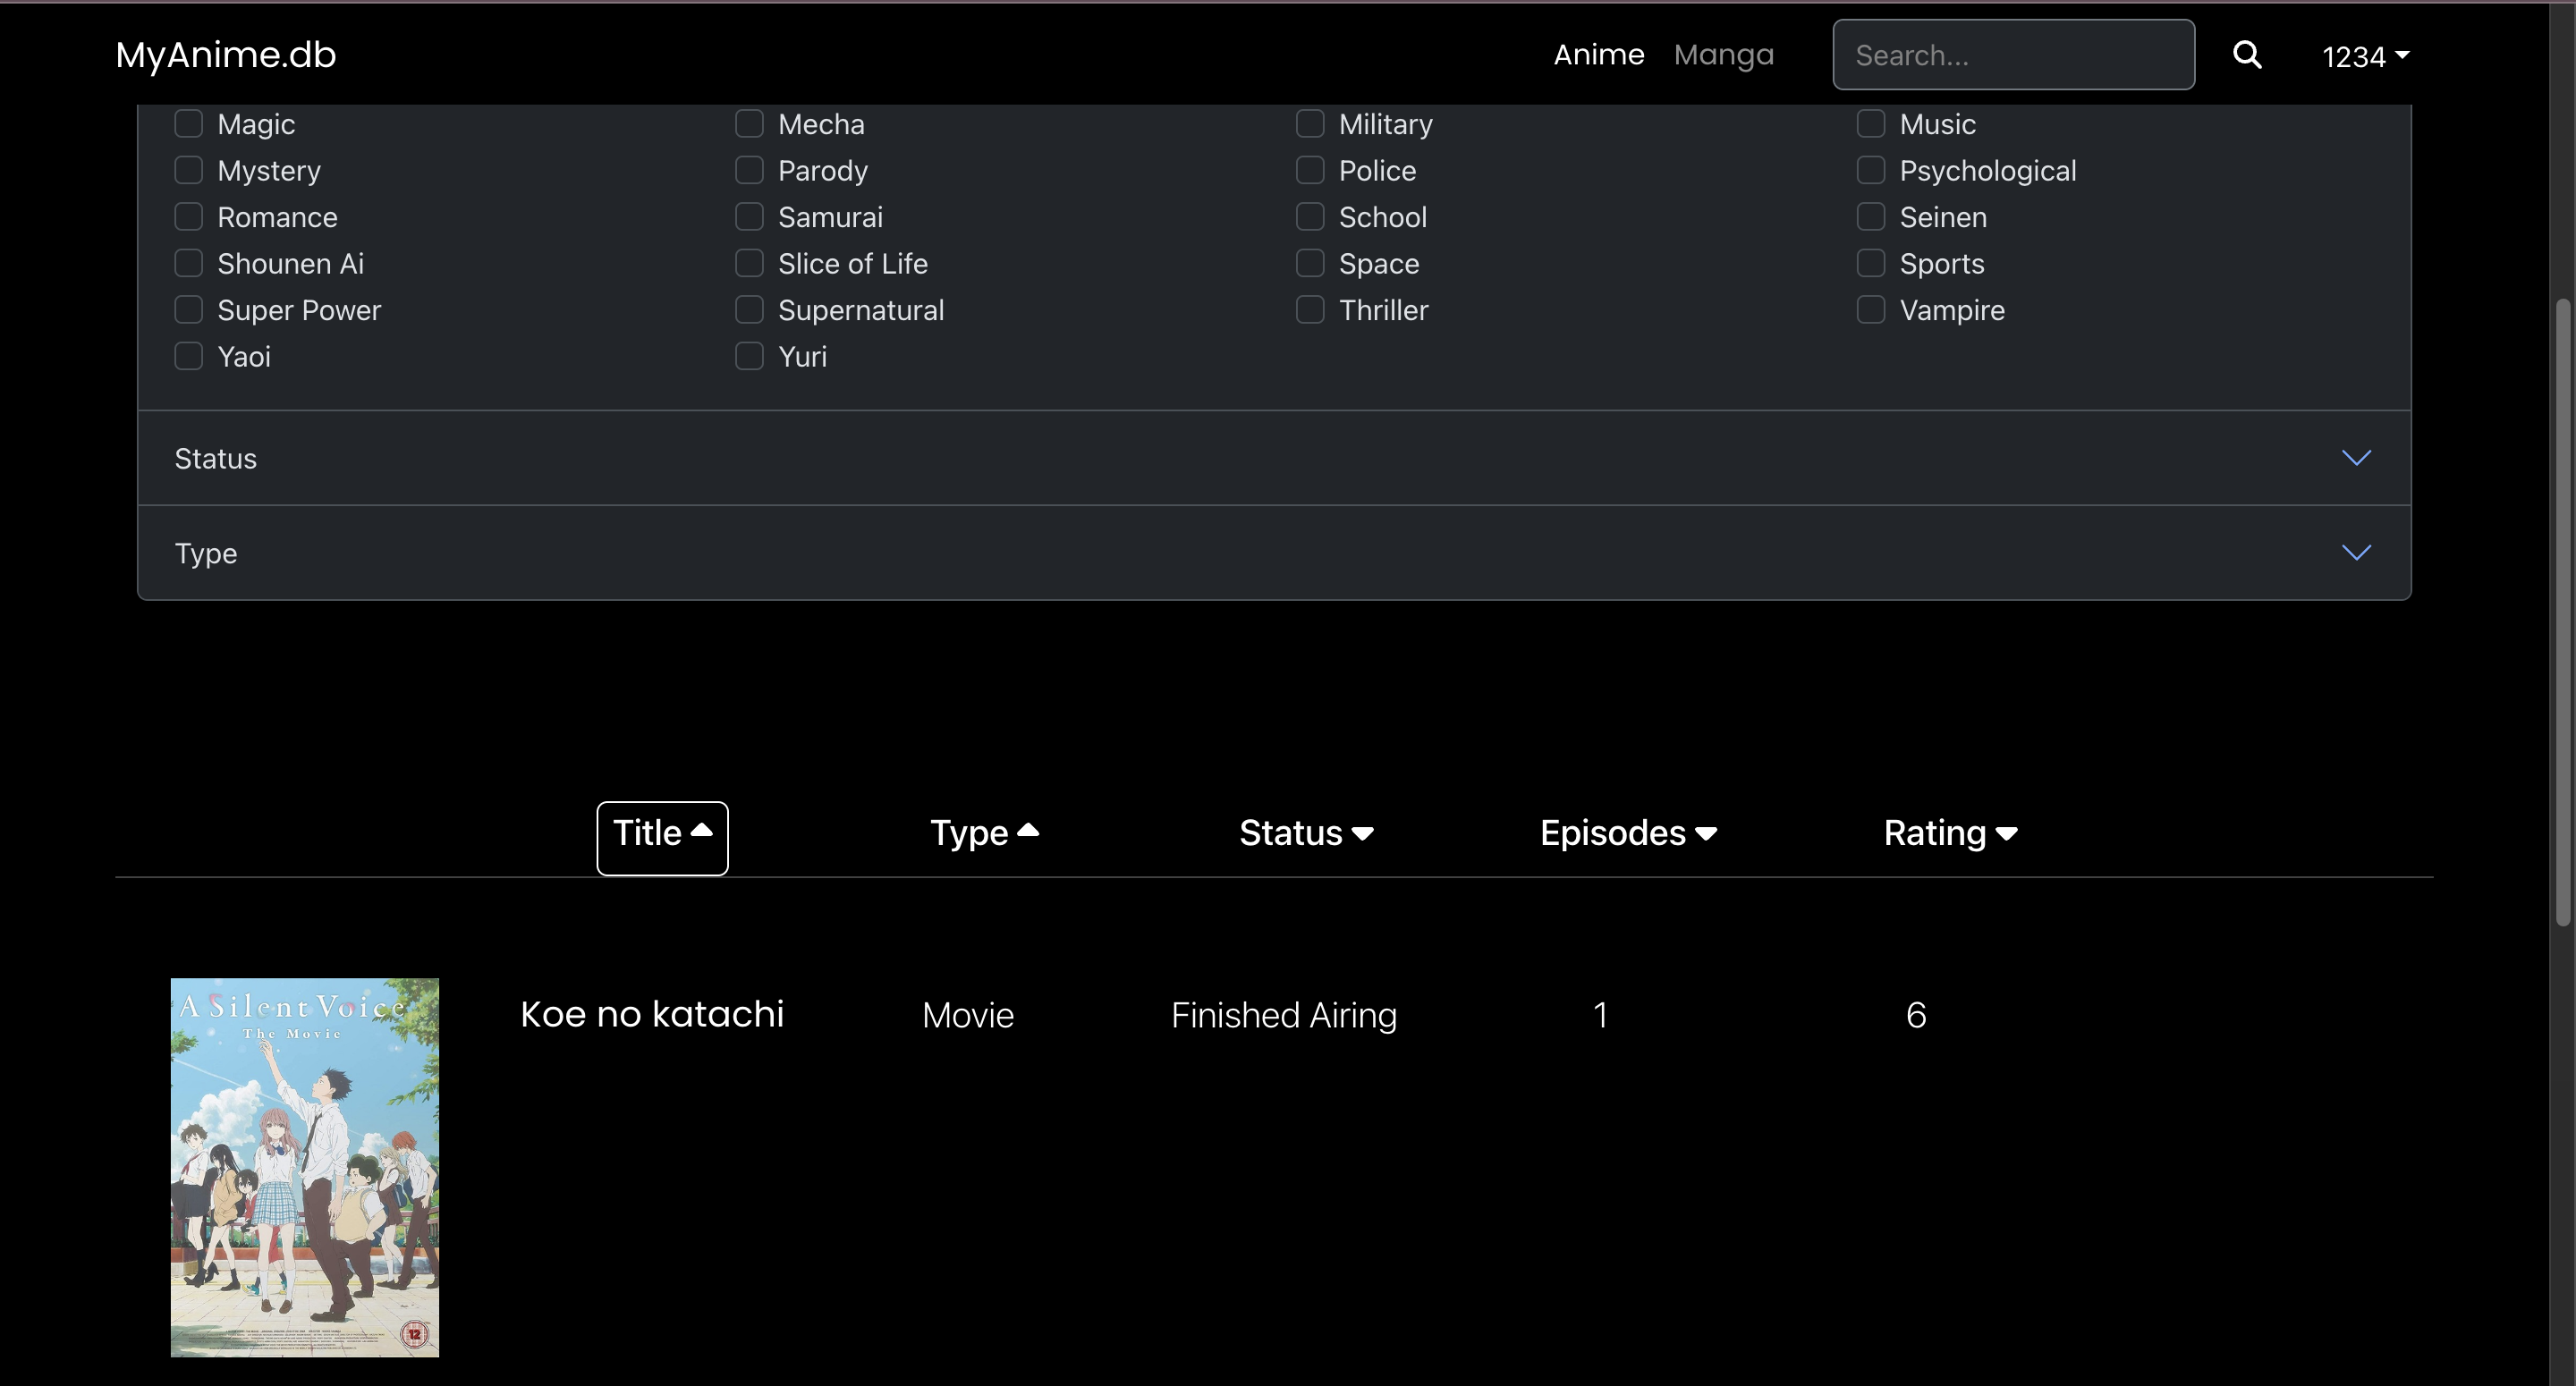 MyAnime.db Anime Manga Search... 1234
Magic Mecha Military Music
Mystery Parody Police Psychological
Romance Samurai School Seinen
Shounen Ai Slice of Life Space Sports
Super Power Supernatural Thriller Vampire
Yaoi Yuri
Status
Type
Title Type Status Episodes Rating
Koe no katachi Movie Finished Airing 1 6
A Silent Voice
The Movie
12